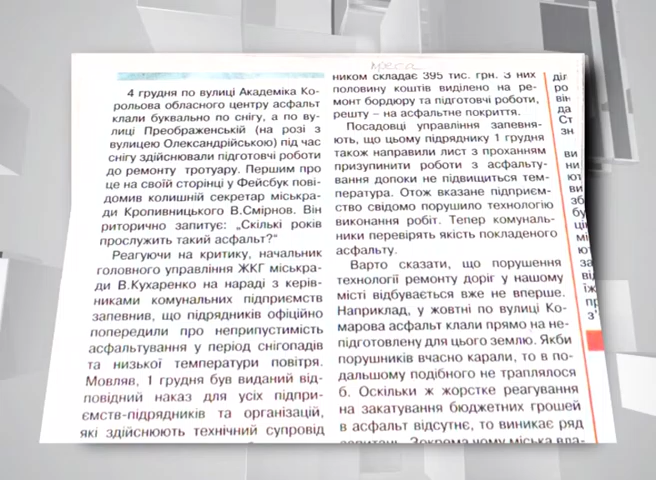 преса
4 грудня по вулиці Академіка Ко-
рольова обласного центру асфальт
клали буквально по снігу, а по ву-
лиці Преображенській (на розі з
вулицею Олександрійською) під час
снігу здійснювали підготовчі роботи
до ремонту тротуару. Першим про
це на своїй сторінці у Фейсбук пові-
домив колишній секретар міськра-
ди Кропивницького В.Смірнов. Він
риторично запитує: „Скількі років
прослужить такий асфальт?“
Реагуючи на критику, начальник
головного управління ЖКГ міськра-
ди В.Кухаренко на нараді з керів-
никами комунальних підприємств
запевнив, що підрядників офіційно
попередили про неприпустимість
асфальтування у період снігопадів
та низької температури повітря.
Мовляв, 1 грудня був виданий від-
повідний наказ для усіх підпри-
ємств-підрядників та організацій,
які здійснюють технічний супровід
ником складає 395 тис. грн. З них
половину коштів виділено на ре-
монт бордюру та підготовчі роботи,
решту – на асфальтне покриття.
Посадовці управління запевня-
ють, що цьому підряднику 1 грудня
також направили лист з проханням
призупинити роботи з асфальту-
вання допоки не підвищиться тем-
пература. Отож вказане підприєм-
ство свідомо порушило технологію
виконання робіт. Тепер комуналь-
ники перевірять якість покладеного
асфальту.
Варто сказати, що порушення
технології ремонту доріг у нашому
місті відбувається вже не вперше.
Наприклад, у жовтні по вулиці Ко-
марова асфальт клали прямо на не-
підготовлену для цього землю. Якби
порушників вчасно карали, то в по-
дальшому подібного не траплялося
б. Оскільки ж жорстке реагування
на закатування бюджетних грошей
в асфальт відсутнє, то виникає ряд
запитань. Зокрема чому міська вла-